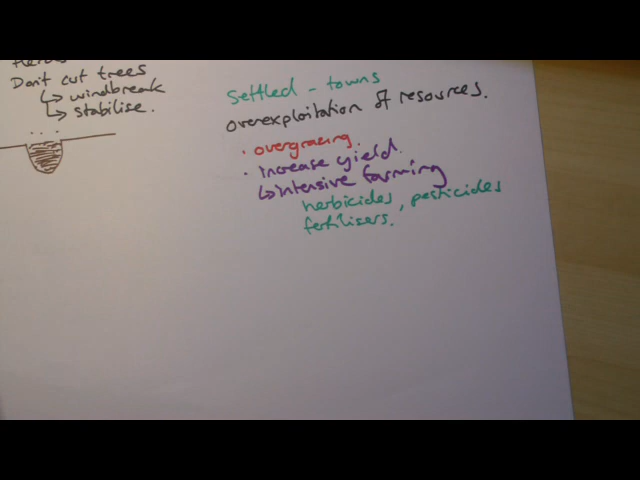 Don't cut trees
↳ windbreak
↳ stabilise.
Settled - towns
overexploitation of resources.
· overgrazing.
· increase yield.
↳ intensive farming
herbicides, pesticides
fertilisers.